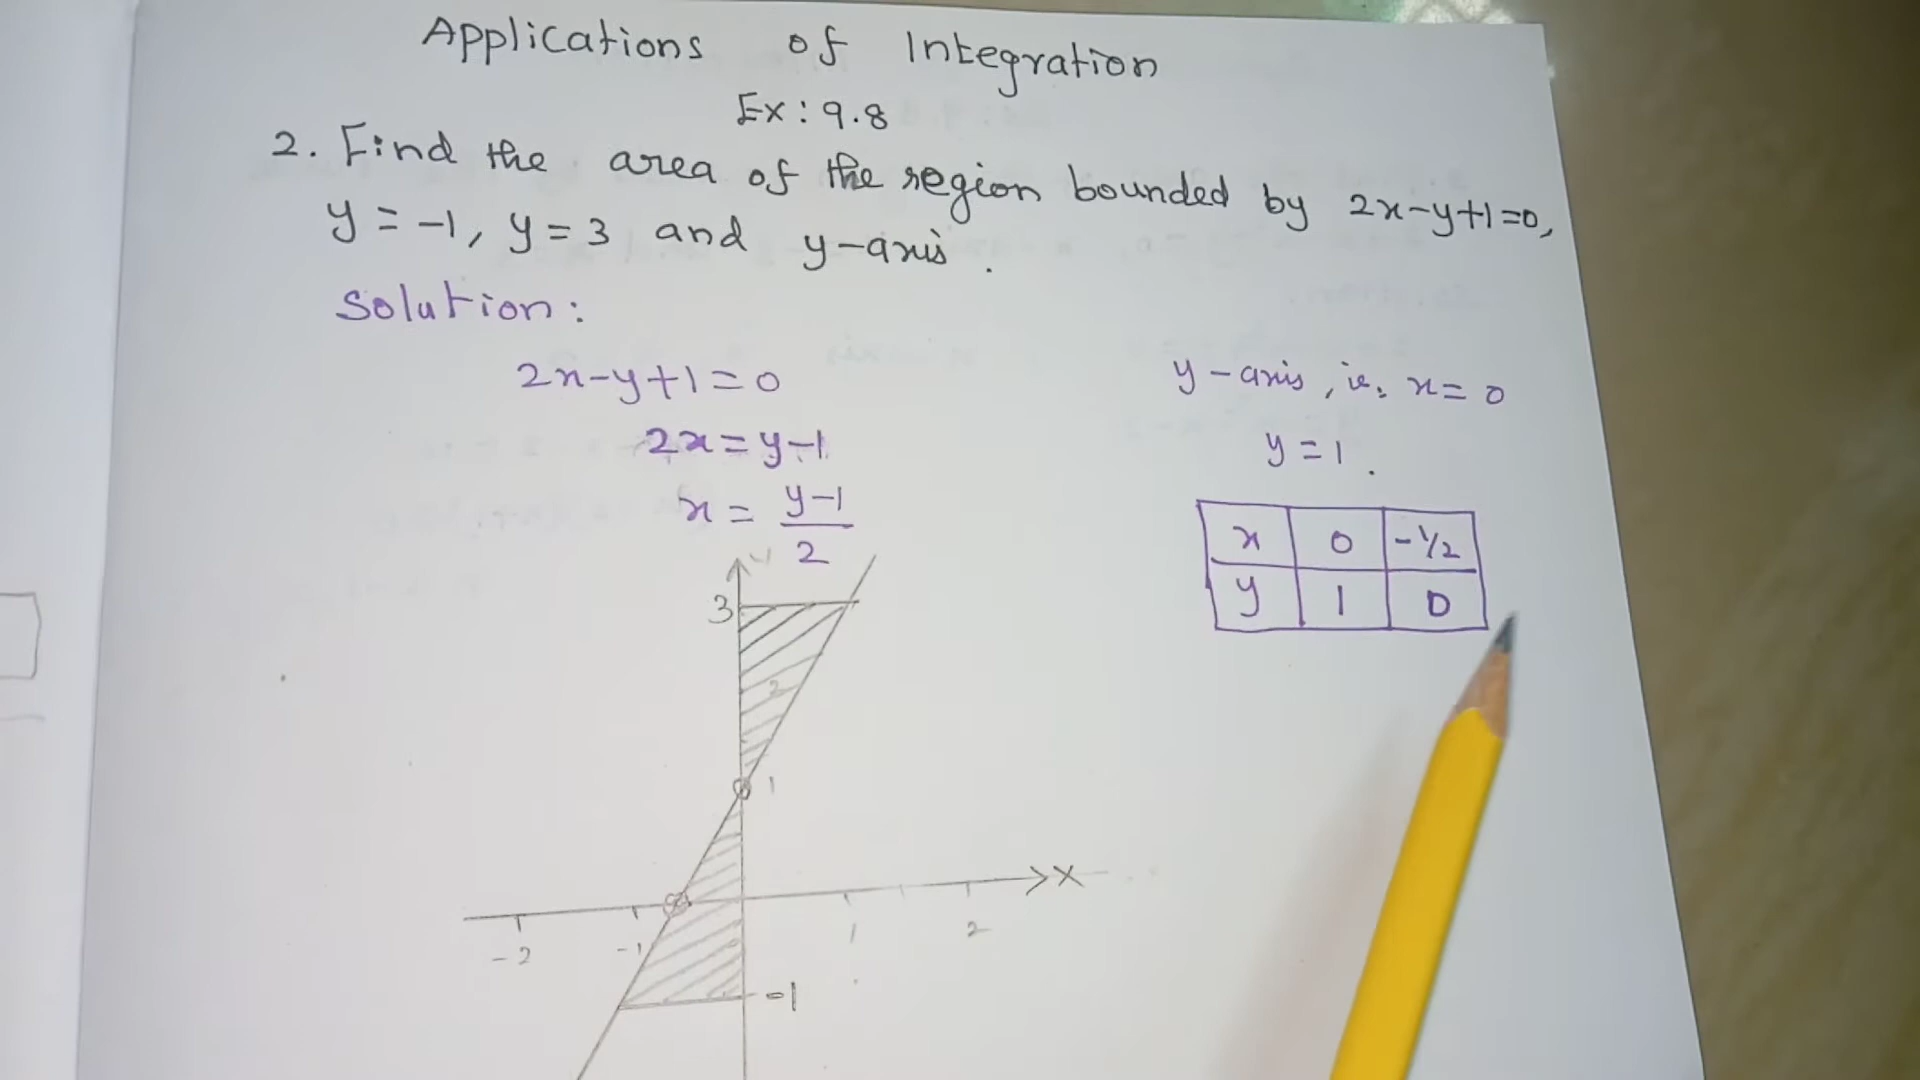 Applications of Integration
Ex: 9.8
2. Find the area of the region bounded by 2x-y+1=0,
y = -1, y = 3 and y-axis.
Solution:
2x-y+1=0
y-axis, ie., x = 0
2x = y-1
y = 1.
x = y-1/2
x 0 -1/2
y 1 0
Y
3
2
1
X
-2 -1 1 2
-1